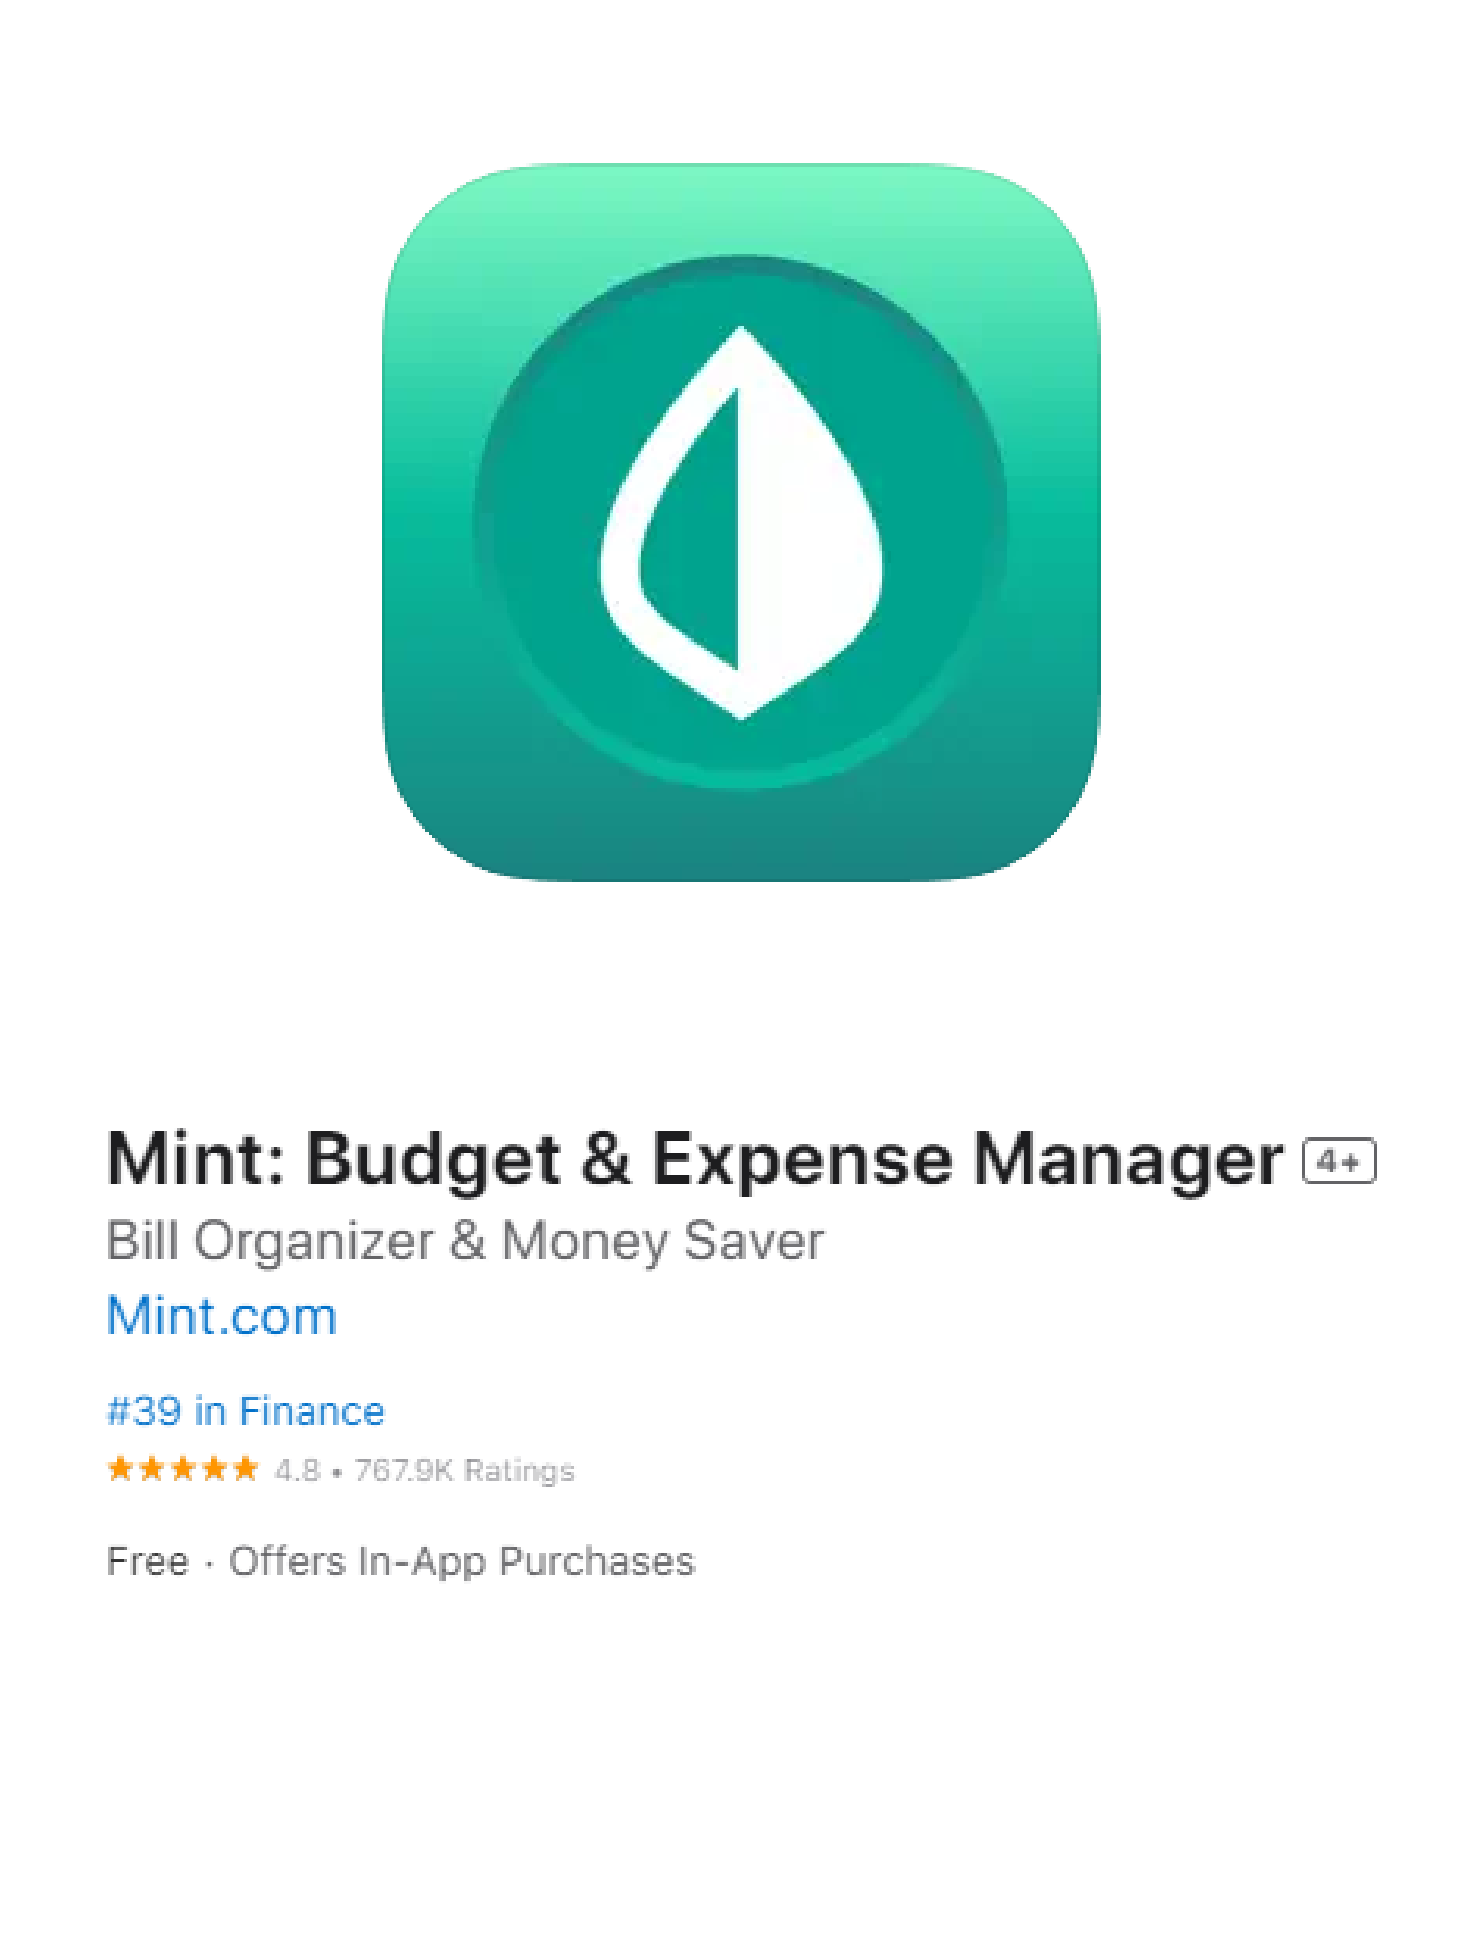 Mint: Budget & Expense Manager 4+
Bill Organizer & Money Saver
Mint.com
#39 in Finance
★★★★★ 4.8 • 767.9K Ratings
Free · Offers In-App Purchases